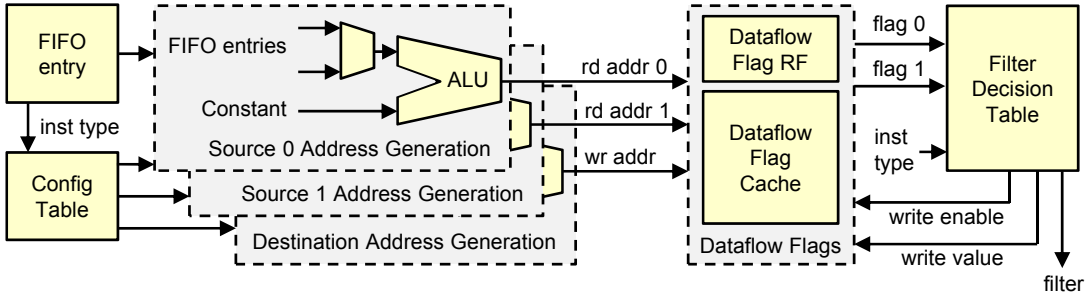 FIFO
entry
inst type
Config
Table
FIFO entries
Constant
ALU
Source 0 Address Generation
Source 1 Address Generation
Destination Address Generation
rd addr 0
rd addr 1
wr addr
Dataflow
Flag RF
Dataflow
Flag
Cache
Dataflow Flags
flag 0
flag 1
inst
type
Filter
Decision
Table
write enable
write value
filter